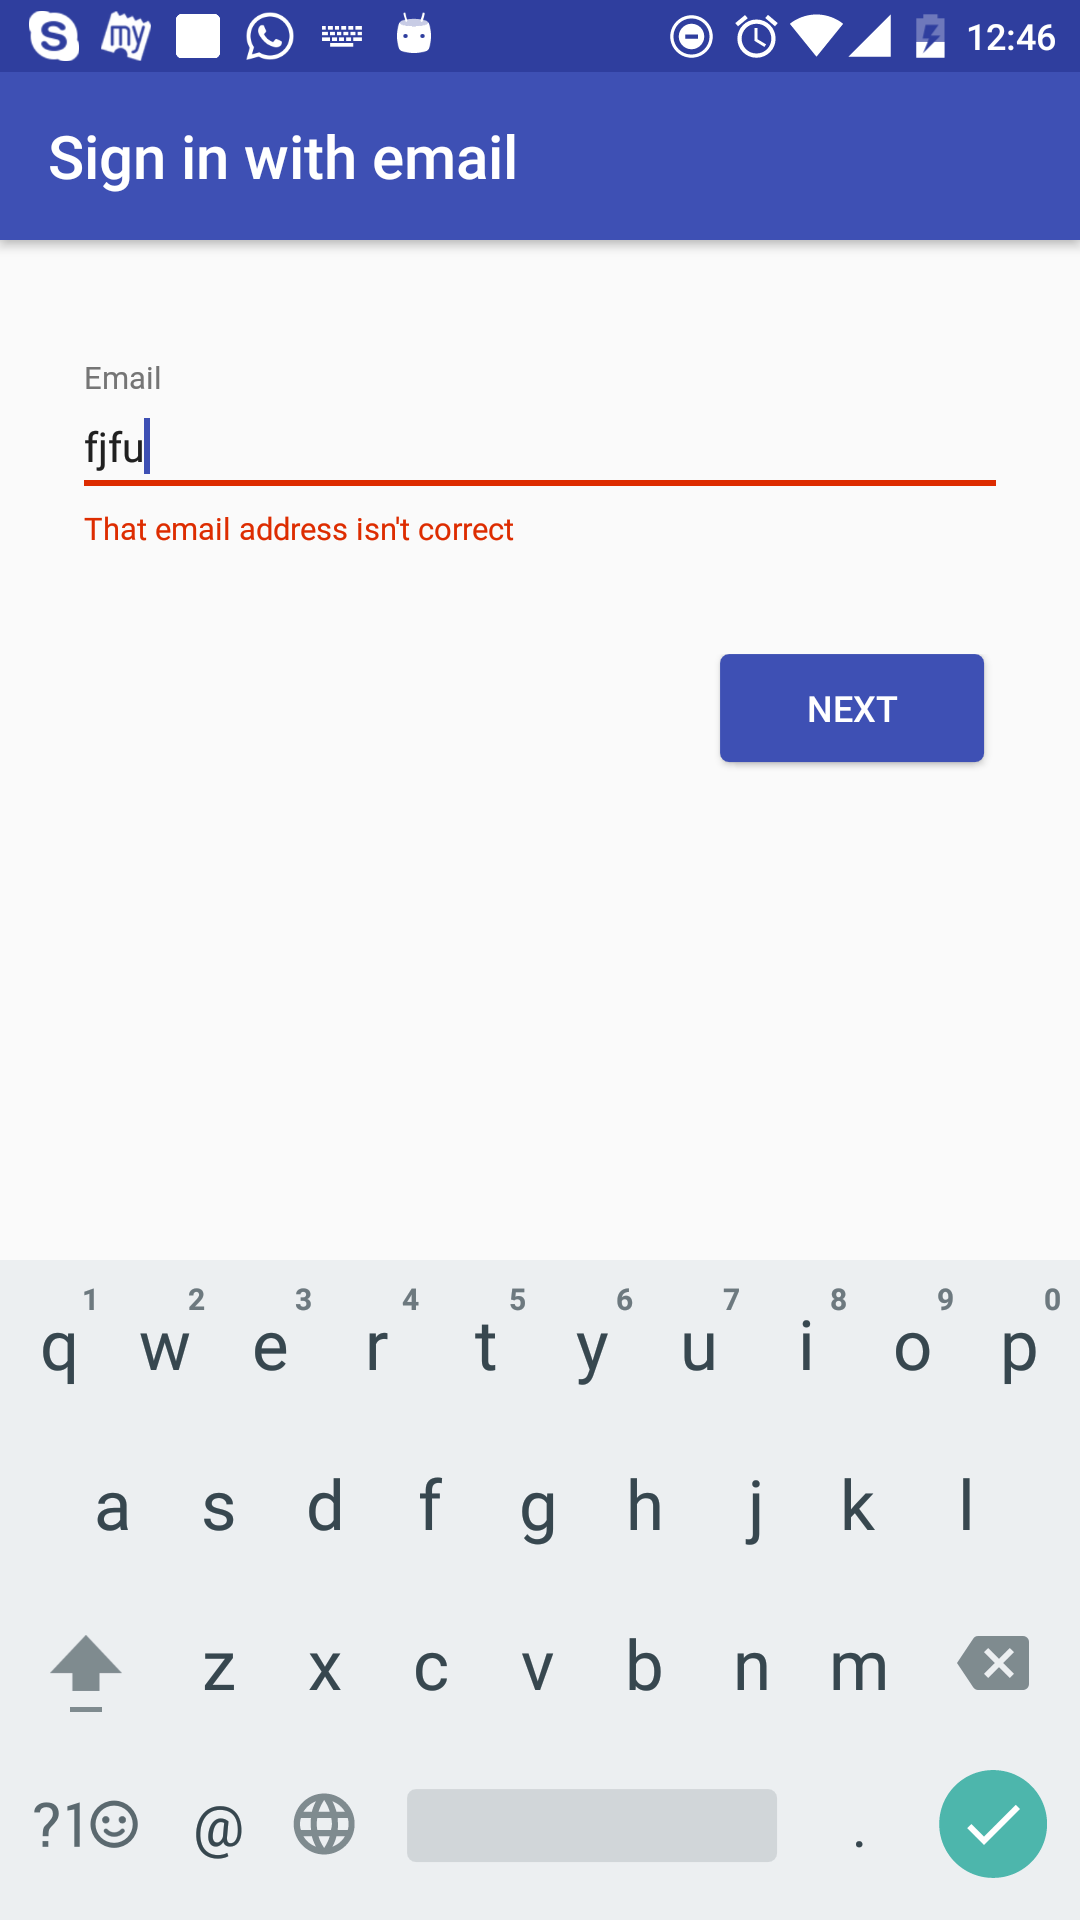 S my 12:46
Sign in with email
Email
fjfu
That email address isn't correct
NEXT
1 2 3 4 5 6 7 8 9 0
q w e r t y u i o p
a s d f g h j k l
z x c v b n m
?1☺ @ .